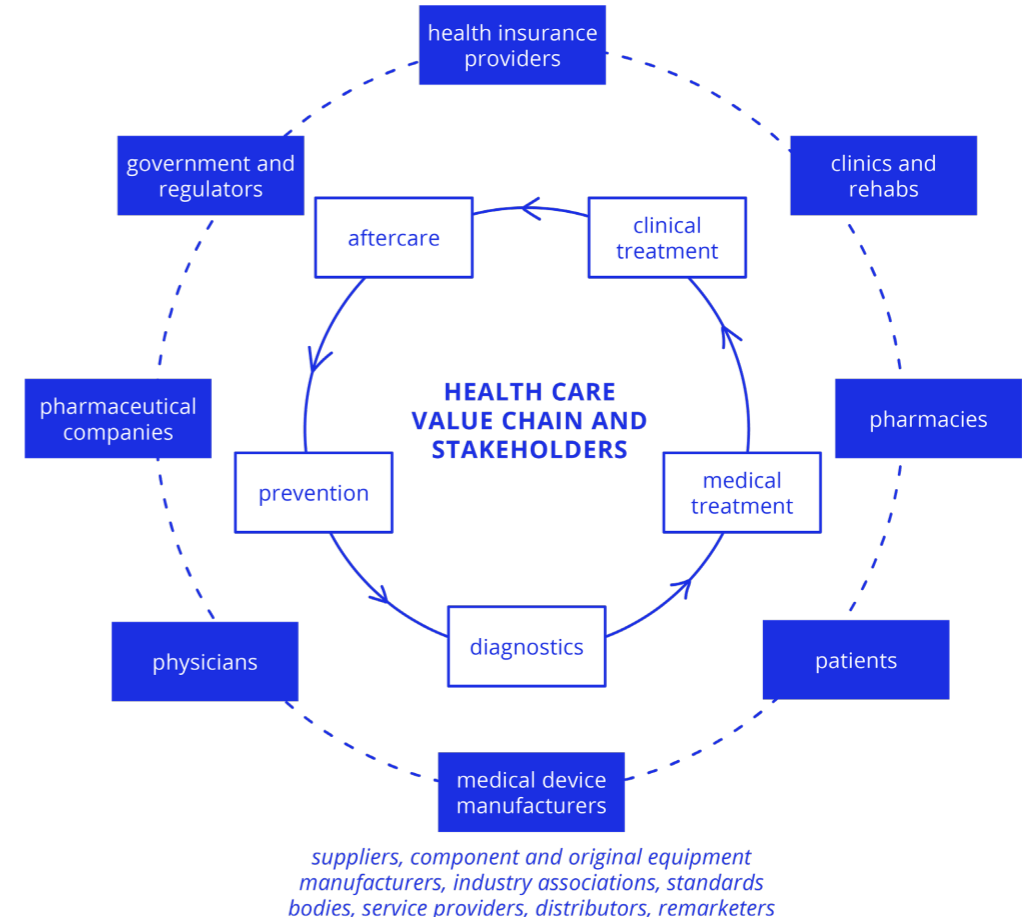 health insurance
providers
government and
regulators
clinics and
rehabs
aftercare
clinical
treatment
HEALTH CARE
VALUE CHAIN AND
STAKEHOLDERS
pharmaceutical
companies
pharmacies
prevention
medical
treatment
diagnostics
physicians
patients
medical device
manufacturers
suppliers, component and original equipment
manufacturers, industry associations, standards
bodies, service providers, distributors, remarketers